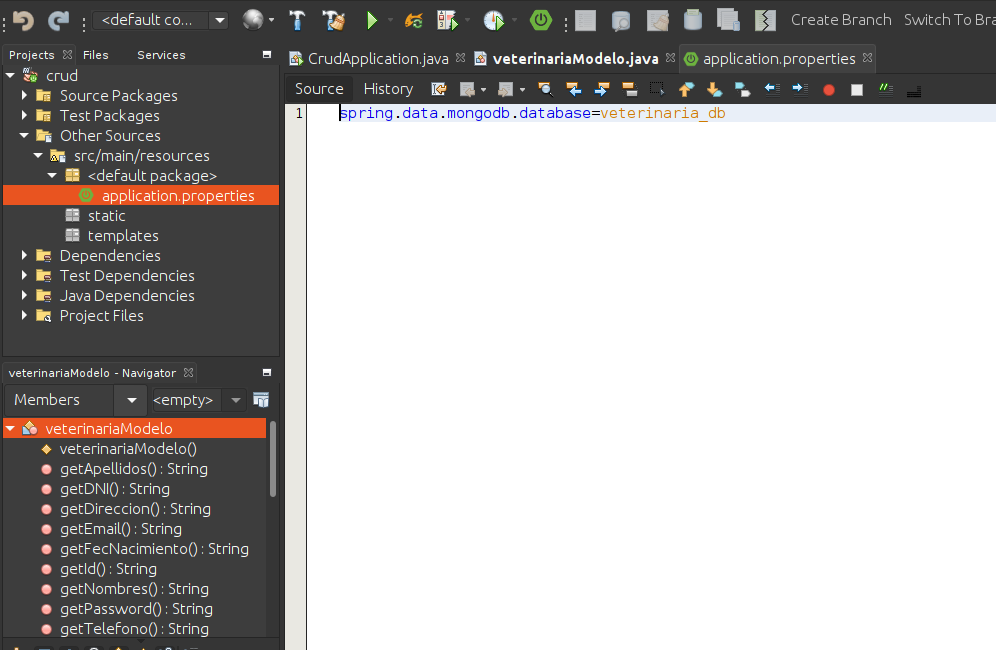 <default co...
Create Branch
Switch To Bra
Projects
Files
Services
crud
Source Packages
Test Packages
Other Sources
src/main/resources
<default package>
application.properties
static
templates
Dependencies
Test Dependencies
Java Dependencies
Project Files
veterinariaModelo - Navigator
Members
<empty>
veterinariaModelo
veterinariaModelo()
getApellidos() : String
getDNI() : String
getDireccion() : String
getEmail() : String
getFecNacimiento() : String
getId() : String
getNombres() : String
getPassword() : String
getTelefono() : String
CrudApplication.java
veterinariaModelo.java
application.properties
Source
History
1
spring.data.mongodb.database=veterinaria_db